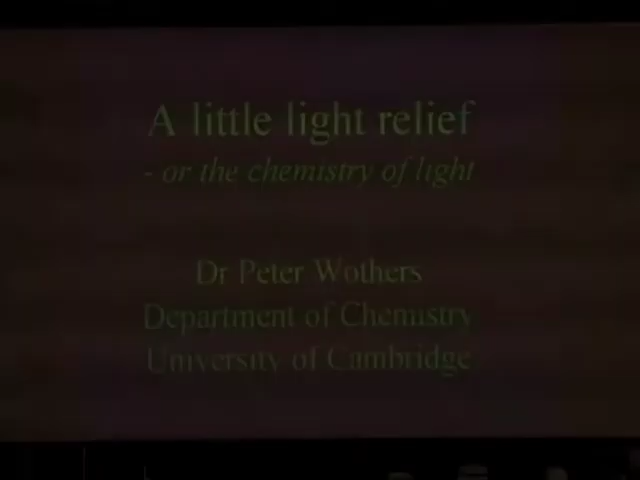 A little light relief
- or the chemistry of light
Dr Peter Wothers
Department of Chemistry
University of Cambridge